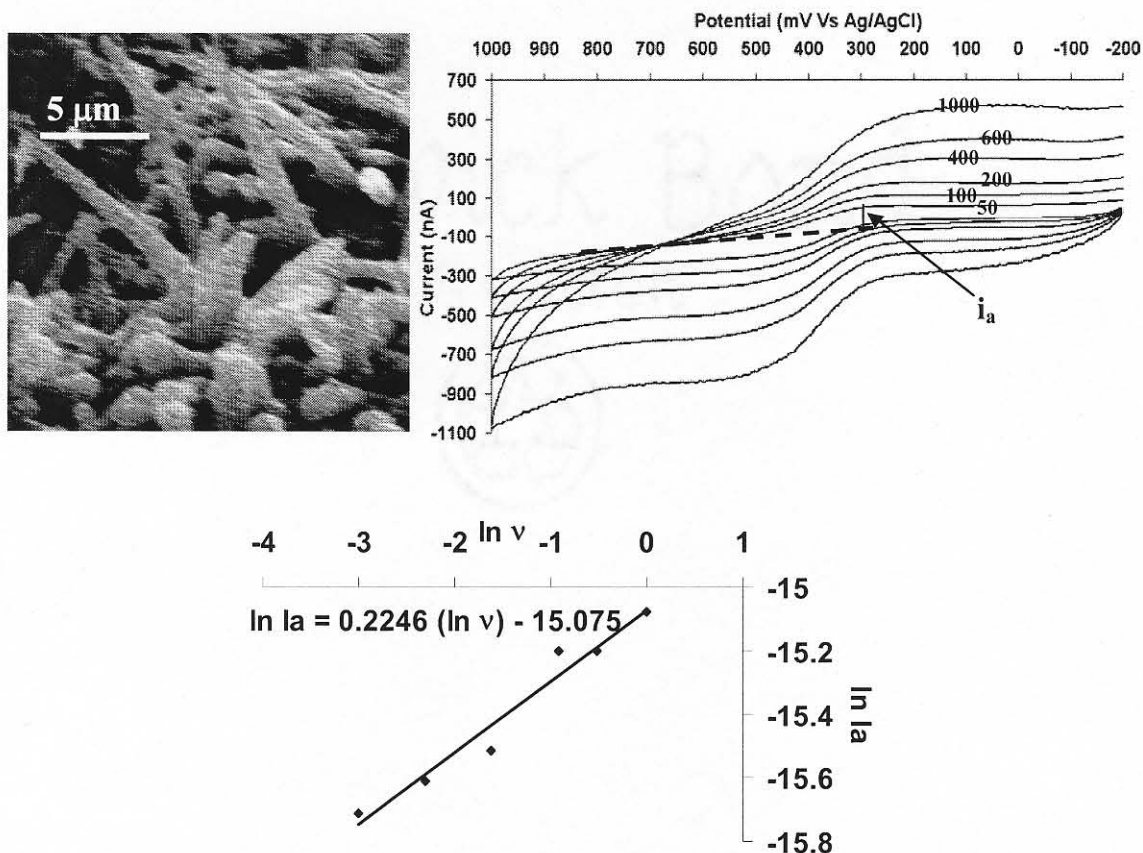 5 µm
Potential (mV Vs Ag/AgCl)
1000 900 800 700 600 500 400 300 200 100 0 -100 -200
700
500
300
100
-100
-300
-500
-700
-900
-1100
Current (nA)
1000
600
400
200
100
50
iₐ
-4 -3 -2 ln ν -1 0 1
ln Ia = 0.2246 (ln ν) - 15.075
-15
-15.2
-15.4
-15.6
-15.8
ln Ia